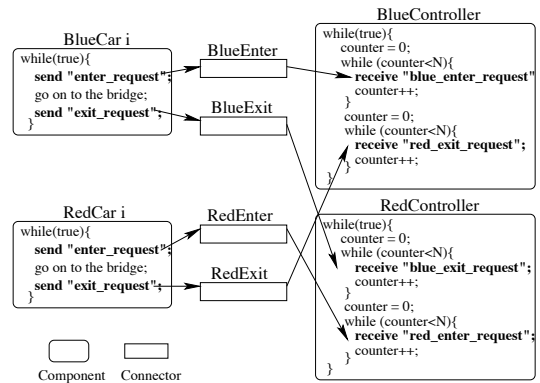 BlueCar i
while(true){
send "enter_request";
go on to the bridge;
send "exit_request";
}
BlueEnter
BlueExit
BlueController
while(true){
counter = 0;
while (counter<N){
receive "blue_enter_request"
counter++;
}
counter = 0;
while (counter<N){
receive "red_exit_request";
counter++;
}
}
RedCar i
while(true){
send "enter_request";
go on to the bridge;
send "exit_request";
}
RedEnter
RedExit
RedController
while(true){
counter = 0;
while (counter<N){
receive "blue_exit_request";
counter++;
}
counter = 0;
while (counter<N){
receive "red_enter_request";
counter++;
}
}
Component
Connector